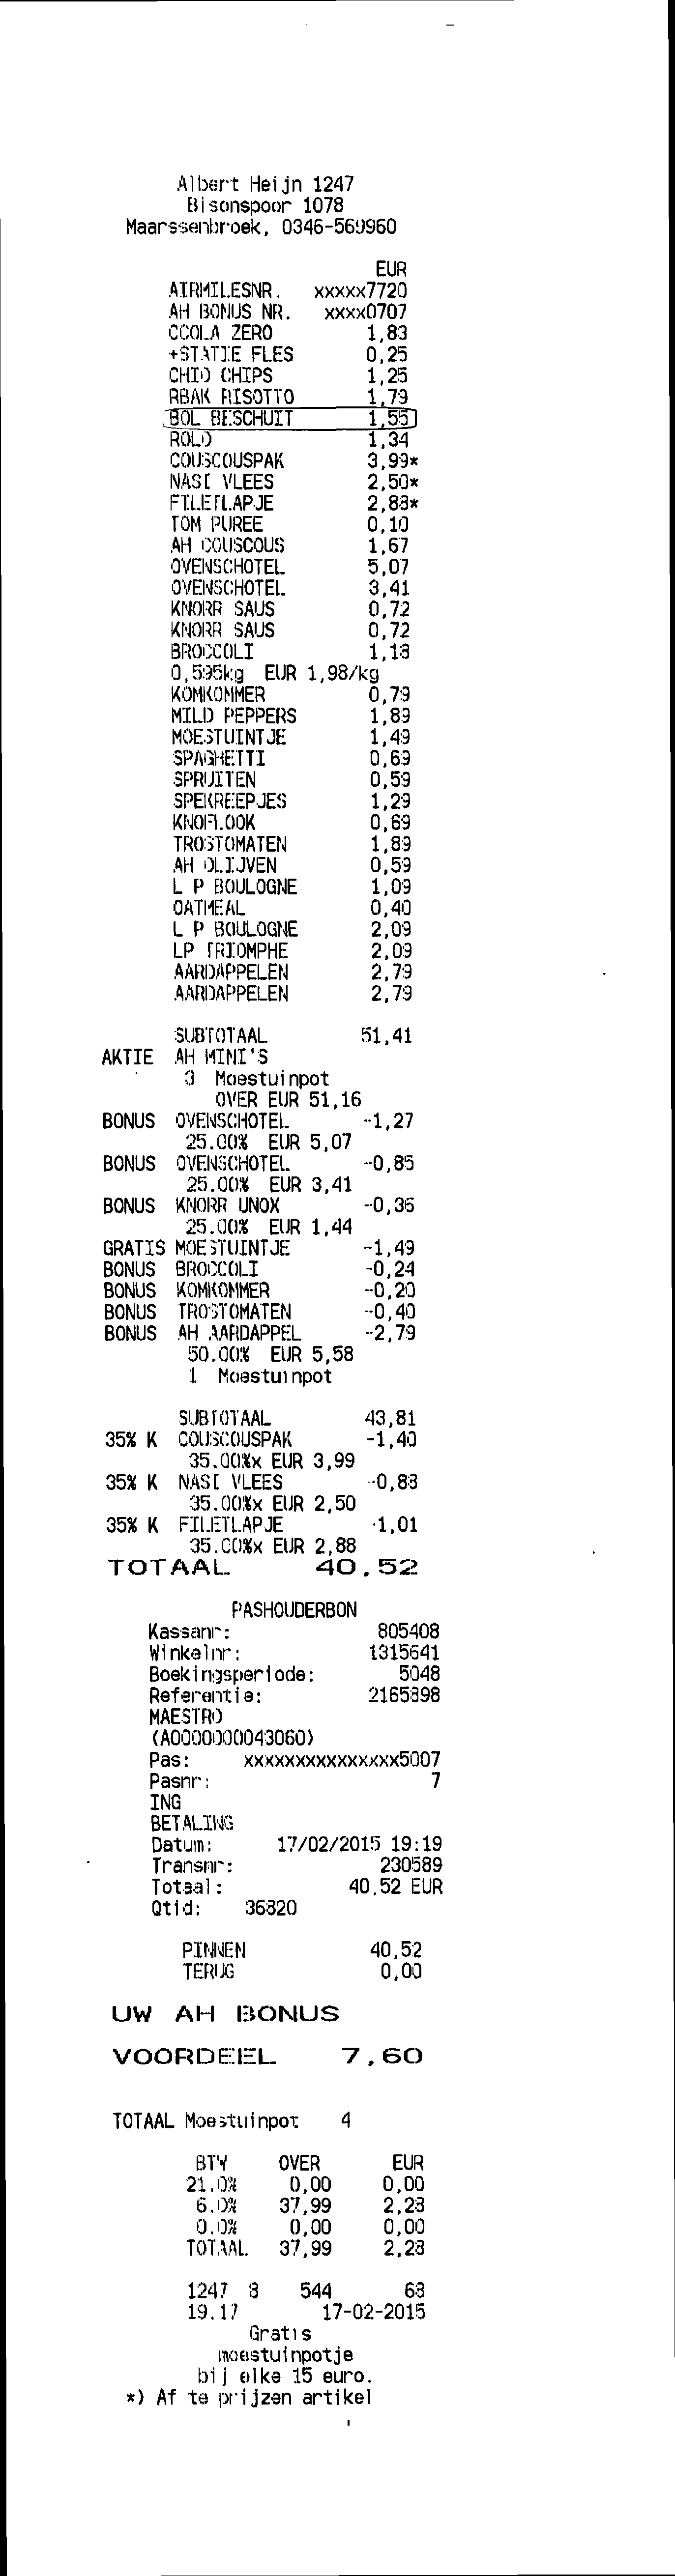 Albert Heijn 1247
Bisonspoor 1078
Maarssenbroek, 0346-569960
EUR
AIRMILESNR. xxxxx7720
AH BONUS NR. xxxx0707
COOLA ZERO 1,83
+STATIE FLES 0,25
CHIO CHIPS 1,25
RBAK RISOTTO 1,79
BOL BESCHUIT 1,55
ROLO 1,34
COUSCOUSPAK 3,99*
NASI VLEES 2,50*
FILETLAPJE 2,88*
TOM PUREE 0,10
AH COUSCOUS 1,67
OVENSCHOTEL 5,07
OVENSCHOTEL 3,41
KNORR SAUS 0,72
KNORR SAUS 0,72
BROCCOLI 1,18
0,595kg EUR 1,98/kg
KOMKOMMER 0,79
MILD PEPPERS 1,89
MOESTUINTJE 1,49
SPAGHETTI 0,69
SPRUITEN 0,59
SPEKREEPJES 1,29
KNOFLOOK 0,69
TROSTOMATEN 1,89
AH OLIJVEN 0,59
L P BOULOGNE 1,09
OATMEAL 0,40
L P BOULOGNE 2,09
LP TRIOMPHE 2,09
AARDAPPELEN 2,79
AARDAPPELEN 2,79
SUBTOTAAL 51,41
AKTIE AH MINI'S
3 Moestuinpot
OVER EUR 51,16
BONUS OVENSCHOTEL -1,27
25.00% EUR 5,07
BONUS OVENSCHOTEL -0,85
25.00% EUR 3,41
BONUS KNORR UNOX -0,36
25.00% EUR 1,44
GRATIS MOESTUINTJE -1,49
BONUS BROCCOLI -0,24
BONUS KOMKOMMER -0,20
BONUS TROSTOMATEN -0,40
BONUS AH AARDAPPEL -2,79
50.00% EUR 5,58
1 Moestuinpot
SUBTOTAAL 43,81
35% K COUSCOUSPAK -1,40
35.00%x EUR 3,99
35% K NASI VLEES -0,88
35.00%x EUR 2,50
35% K FILETLAPJE -1,01
35.00%x EUR 2,88
TOTAAL 40,52
PASHOUDERBON
Kassanr: 805408
Winkelnr: 1315641
Boekingsperiode: 5048
Referentie: 2165898
MAESTRO
(A0000000043060)
Pas: xxxxxxxxxxxxxxx5007
Pasnr: 7
ING
BETALING
Datum: 17/02/2015 19:19
Transnr: 230589
Totaal: 40,52 EUR
Qtid: 36820
PINNEN 40,52
TERUG 0,00
UW AH BONUS
VOORDEEL 7,60
TOTAAL Moestuinpot 4
BTW OVER EUR
21.0% 0,00 0,00
6.0% 37,99 2,28
0.0% 0,00 0,00
TOTAAL 37,99 2,28
1247 8 544 68
19.17 17-02-2015
Gratis
moestuinpotje
bij elke 15 euro.
*) Af te prijzen artikel